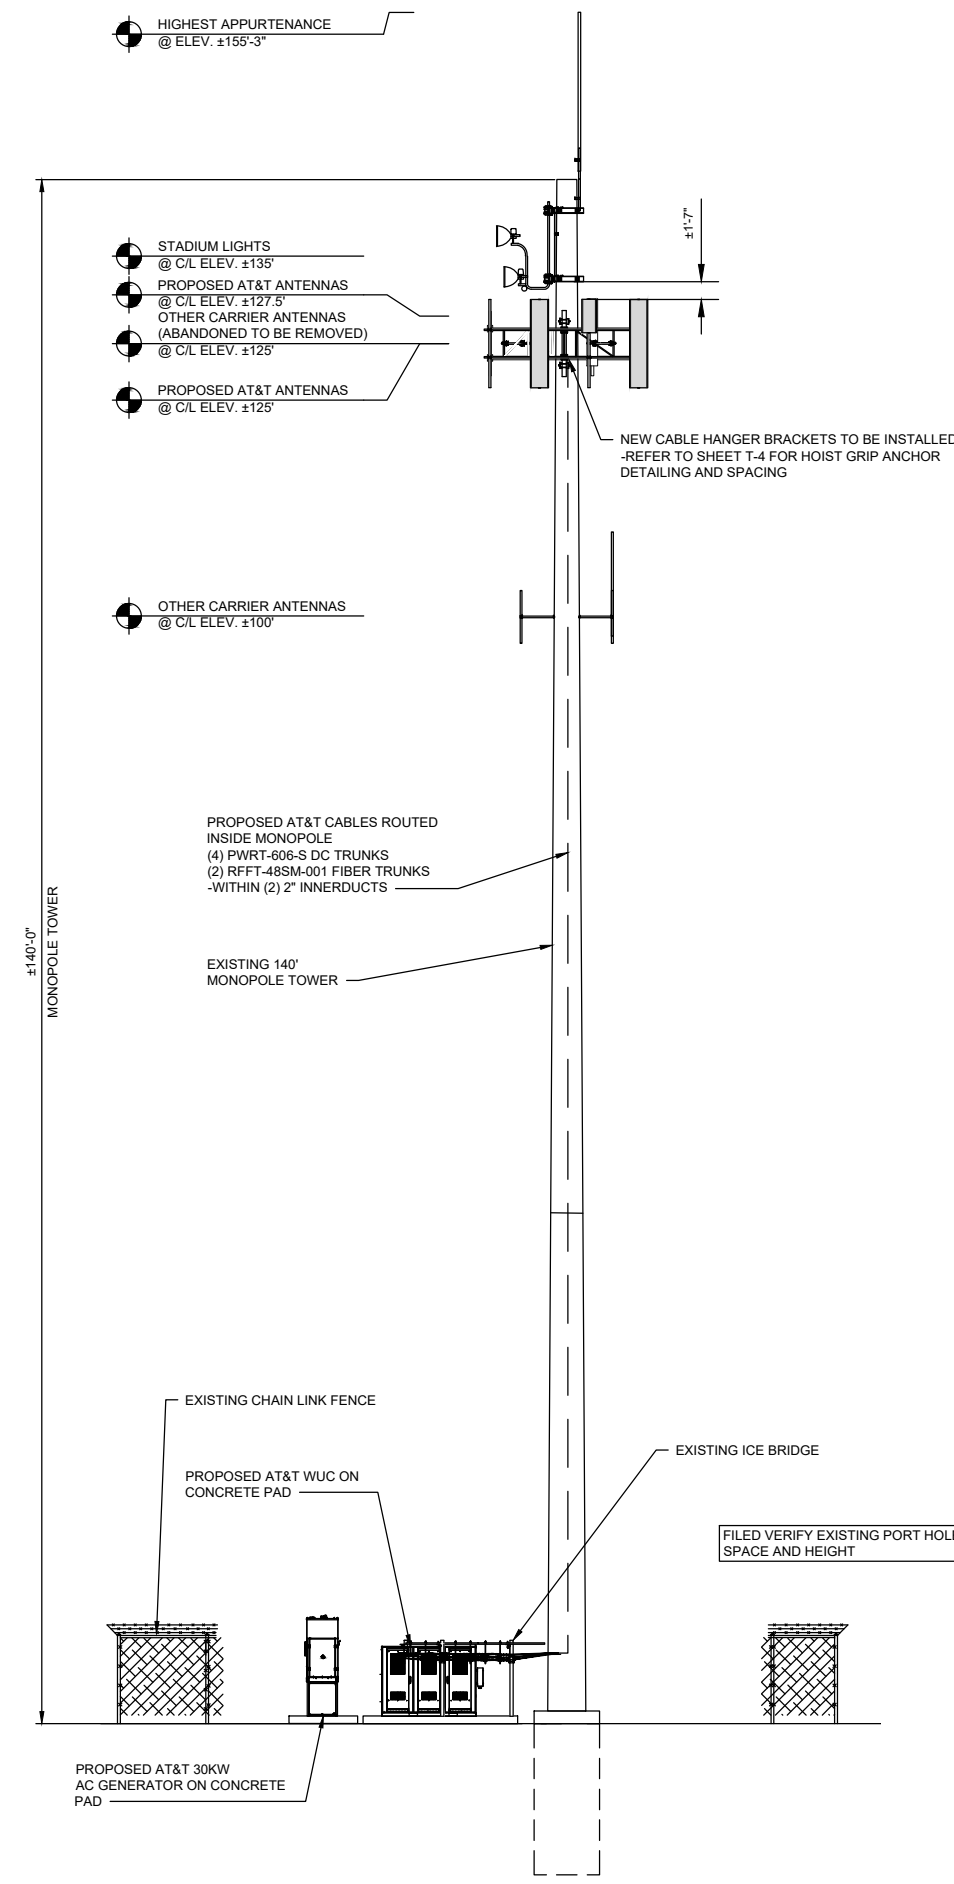 HIGHEST APPURTENANCE
@ ELEV. ±155'-3"
±1'-7"
STADIUM LIGHTS
@ C/L ELEV. ±135'
PROPOSED AT&T ANTENNAS
@ C/L ELEV. ±127.5'
OTHER CARRIER ANTENNAS
(ABANDONED TO BE REMOVED)
@ C/L ELEV. ±125'
PROPOSED AT&T ANTENNAS
@ C/L ELEV. ±125'
NEW CABLE HANGER BRACKETS TO BE INSTALLED
-REFER TO SHEET T-4 FOR HOIST GRIP ANCHOR
DETAILING AND SPACING
OTHER CARRIER ANTENNAS
@ C/L ELEV. ±100'
PROPOSED AT&T CABLES ROUTED
INSIDE MONOPOLE
(4) PWRT-606-S DC TRUNKS
(2) RFFT-48SM-001 FIBER TRUNKS
-WITHIN (2) 2" INNERDUCTS
±140'-0"
MONOPOLE TOWER
EXISTING 140'
MONOPOLE TOWER
EXISTING CHAIN LINK FENCE
EXISTING ICE BRIDGE
PROPOSED AT&T WUC ON
CONCRETE PAD
FILED VERIFY EXISTING PORT HOLE
SPACE AND HEIGHT
PROPOSED AT&T 30KW
AC GENERATOR ON CONCRETE
PAD